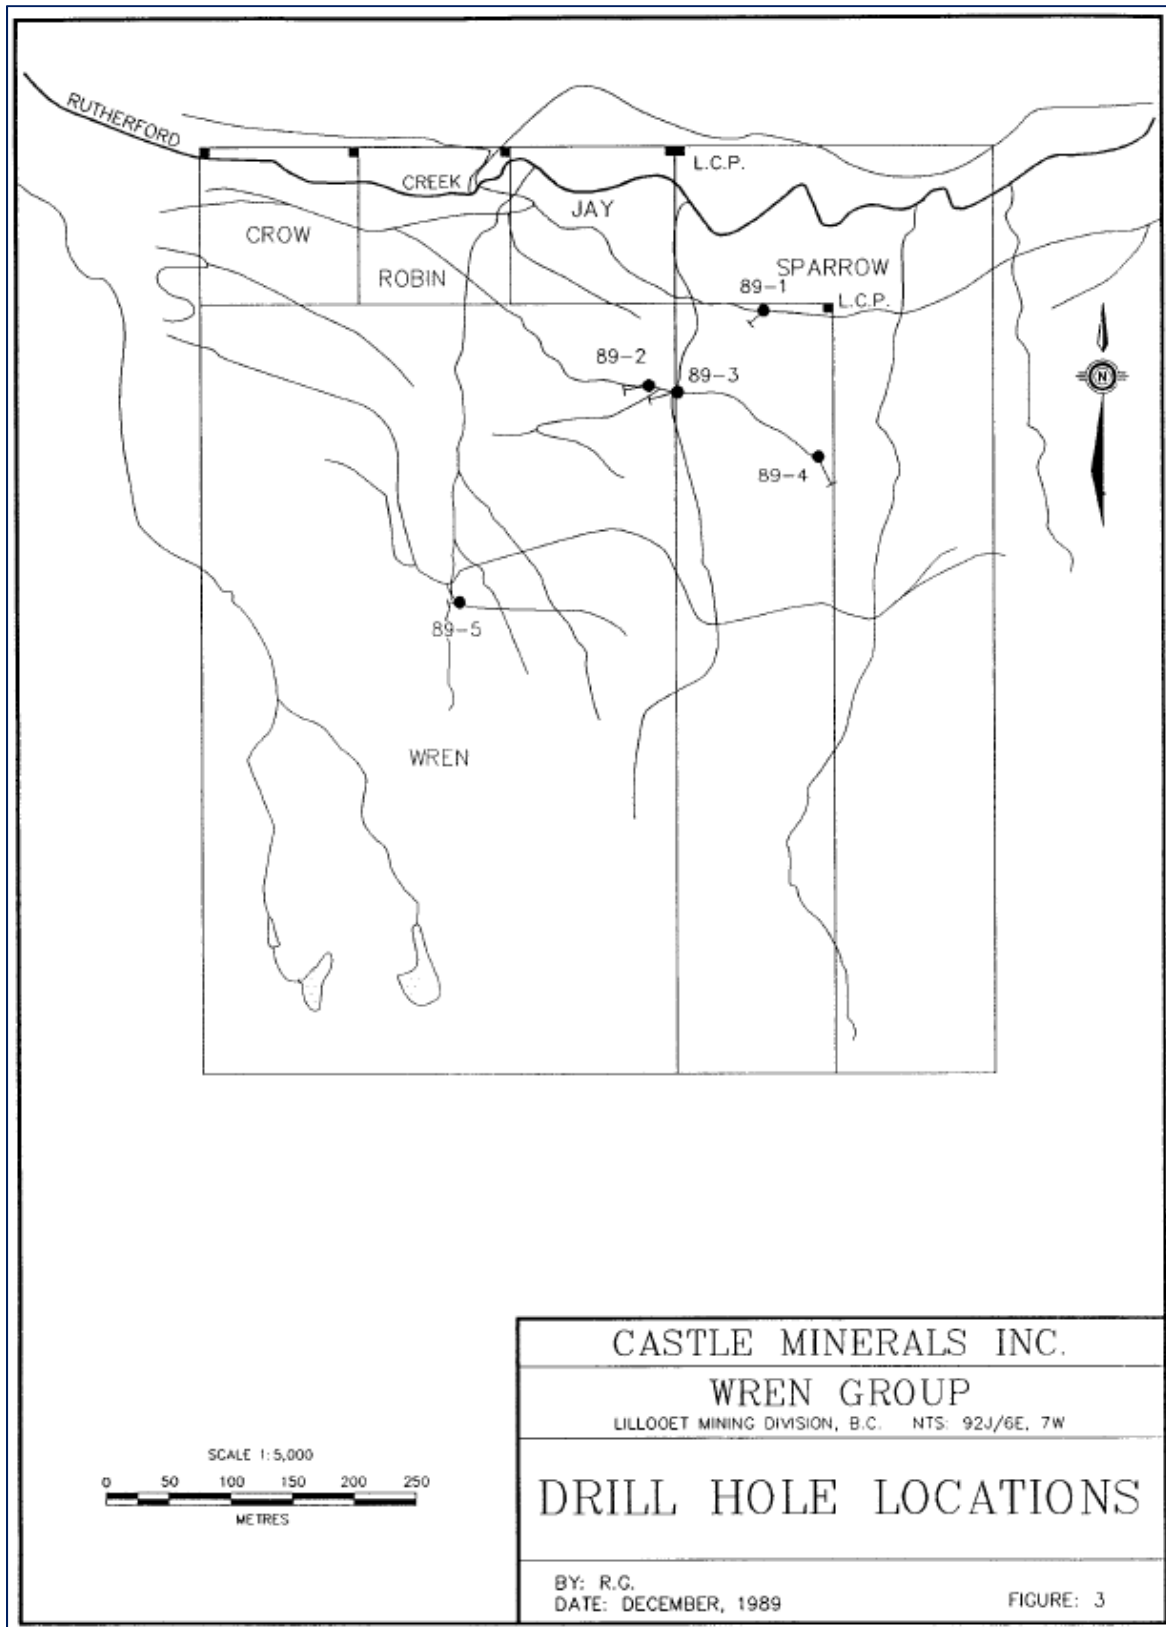 RUTHERFORD
CREEK
L.C.P.
JAY
CROW
ROBIN
SPARROW
89-1
L.C.P.
89-2
89-3
N
89-4
89-5
WREN
CASTLE MINERALS INC.
WREN GROUP
LILLOOET MINING DIVISION, B.C. NTS: 92J/6E, 7W
SCALE 1:5,000
0 50 100 150 200 250
METRES
DRILL HOLE LOCATIONS
BY: R.G.
DATE: DECEMBER, 1989
FIGURE: 3